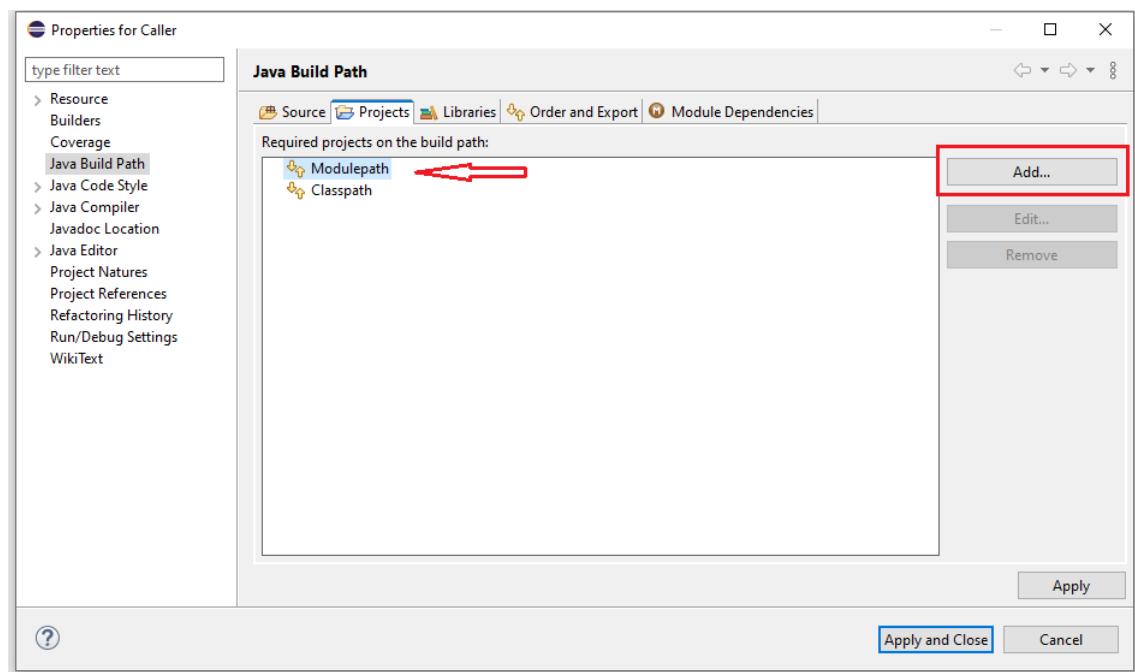 Properties for Caller
type filter text
Java Build Path
Resource
Builders
Coverage
Java Build Path
Java Code Style
Java Compiler
Javadoc Location
Java Editor
Project Natures
Project References
Refactoring History
Run/Debug Settings
WikiText
Source Projects Libraries Order and Export Module Dependencies
Required projects on the build path:
Modulepath
Classpath
Add...
Edit...
Remove
Apply
Apply and Close Cancel